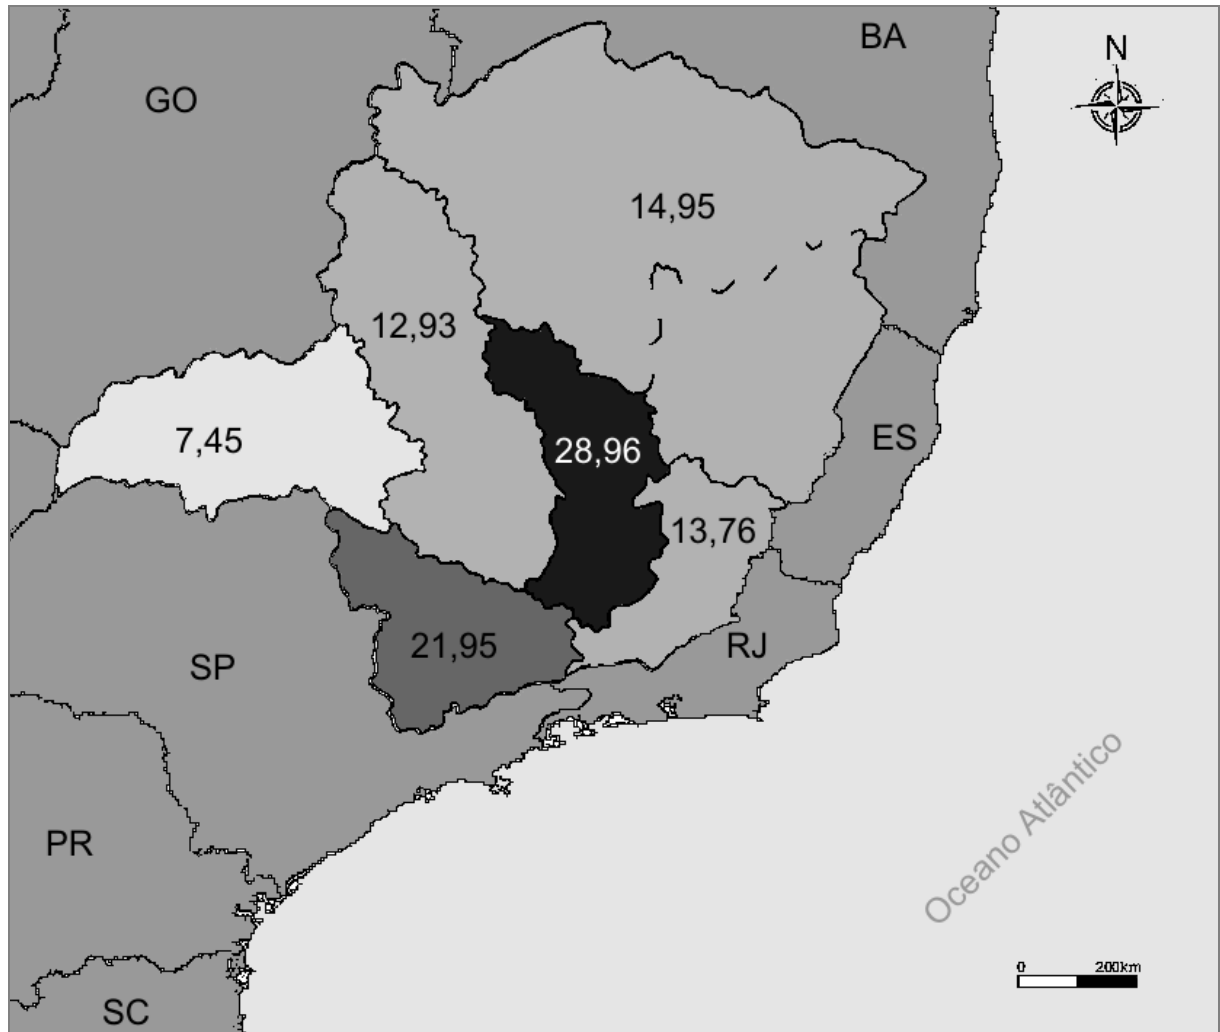 BA
N
GO
14,95
12,93
7,45
28,96
ES
13,76
21,95
RJ
SP
Oceano Atlântico
PR
0 200km
SC